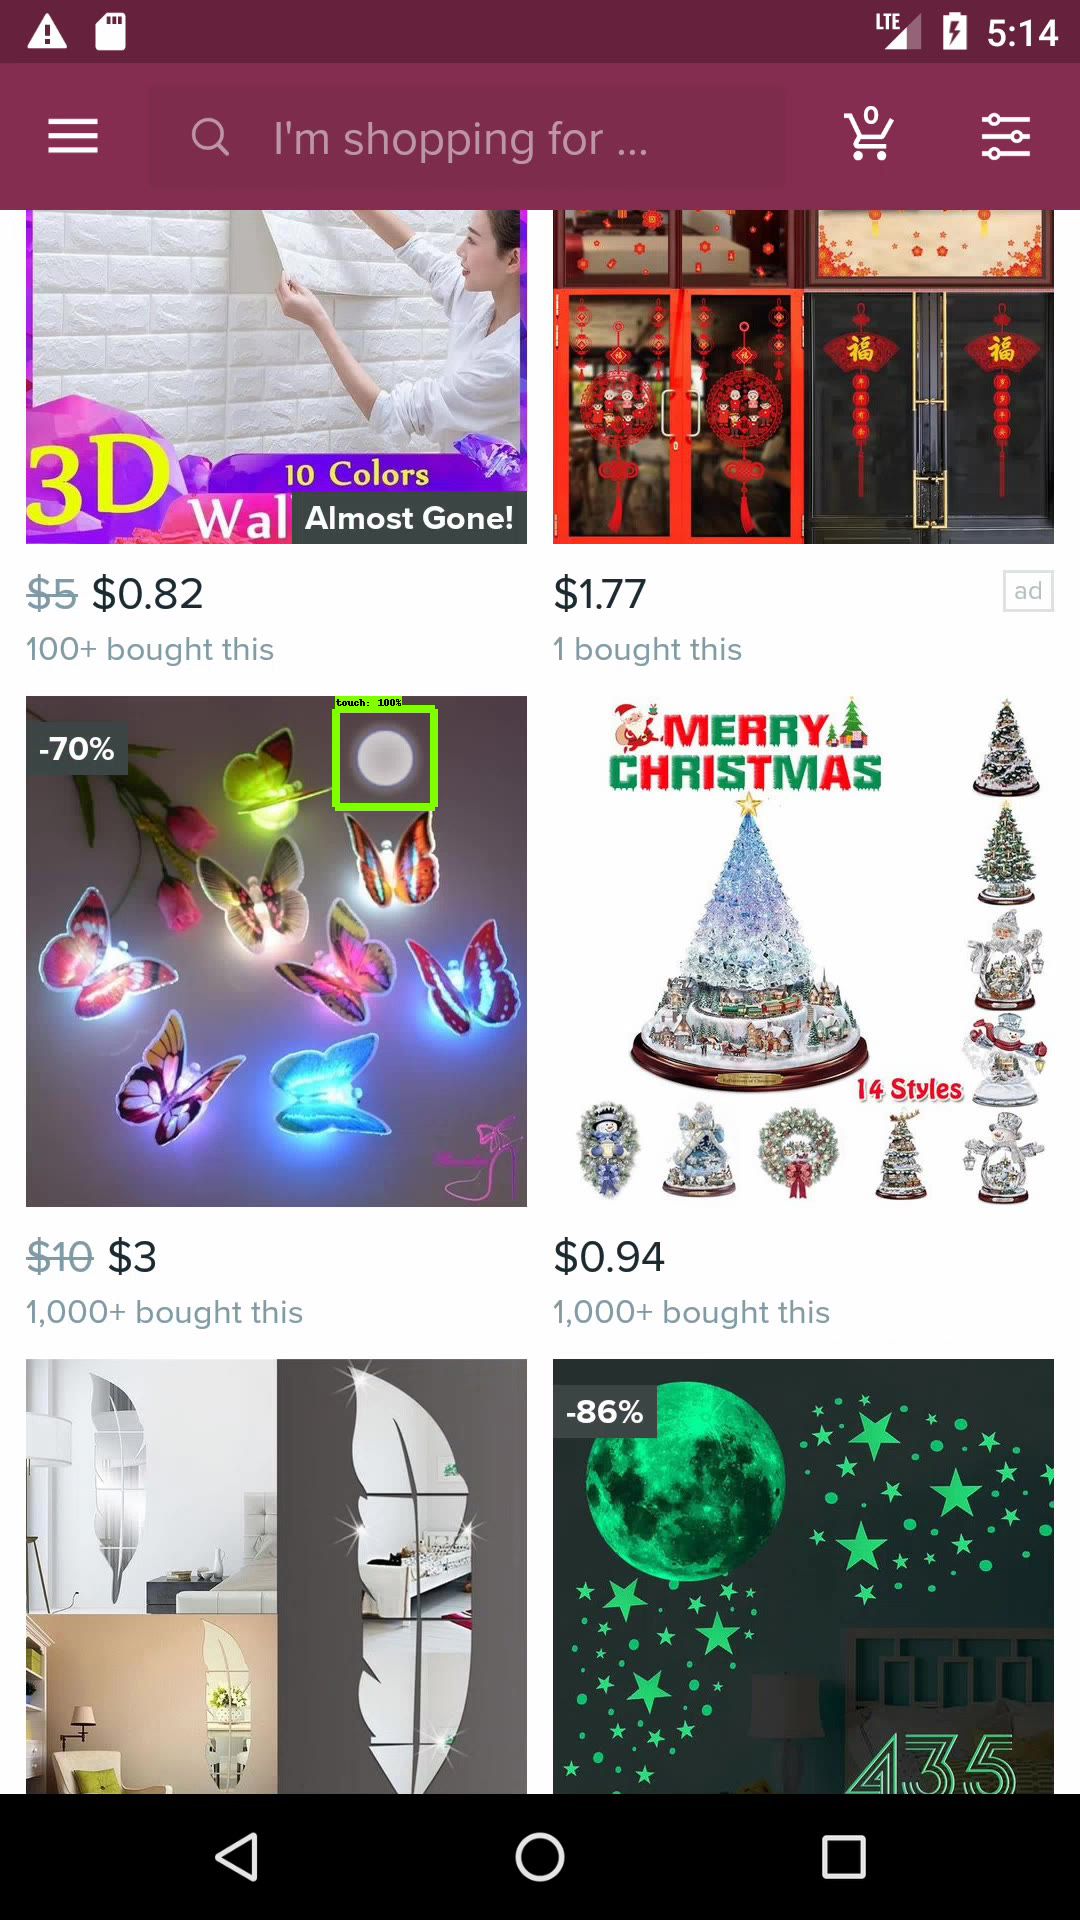 LTE 5:14
I'm shopping for ...
0
3D
10 Colors
Wal
Almost Gone!
福
福
$5 $0.82
$1.77
ad
100+ bought this
1 bought this
touch: 100%
-70%
MERRY
CHRISTMAS
14 Styles
$10 $3
$0.94
1,000+ bought this
1,000+ bought this
-86%
435